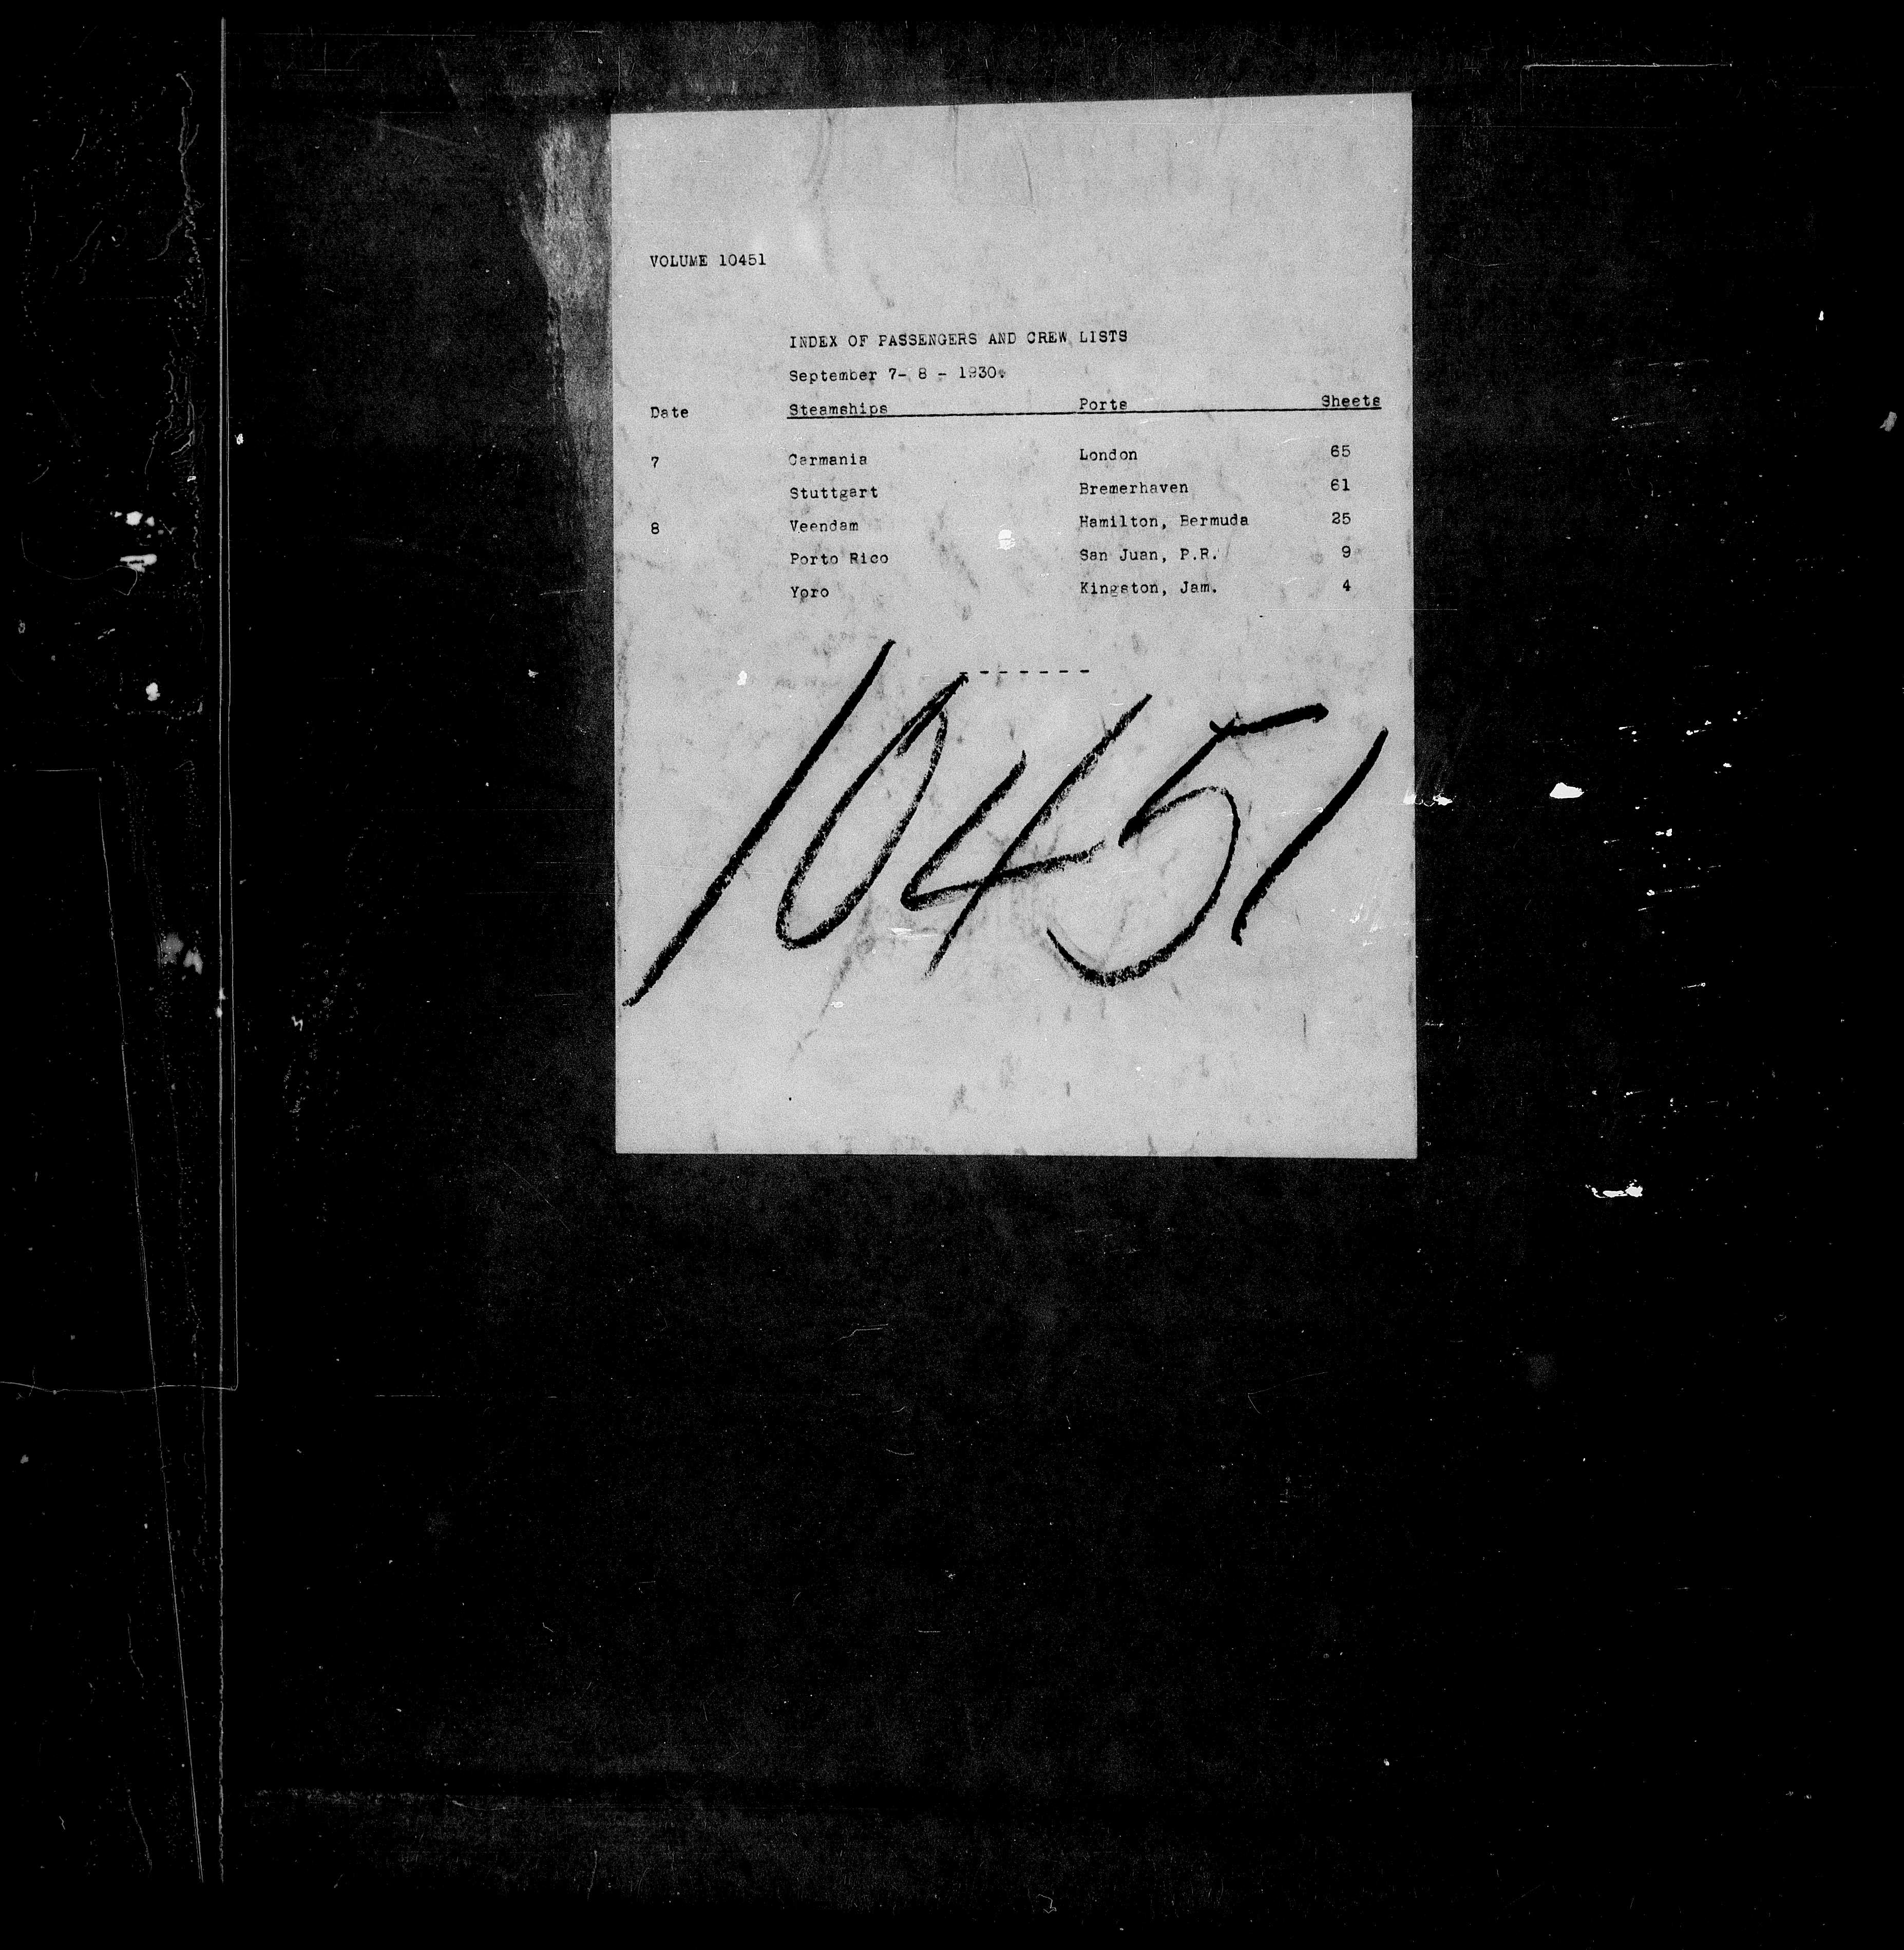 VOLUME 10451
INDEX OF PASSENGERS AND CREW LISTS
September 7- 8 - 1930.
Date Steamships Ports Sheets
7 Carmania London 65
Stuttgart Bremerhaven 61
8 Veendam Hamilton, Bermuda 25
Porto Rico San Juan, P.R. 9
Yoro Kingston, Jam. 4
-------
10451